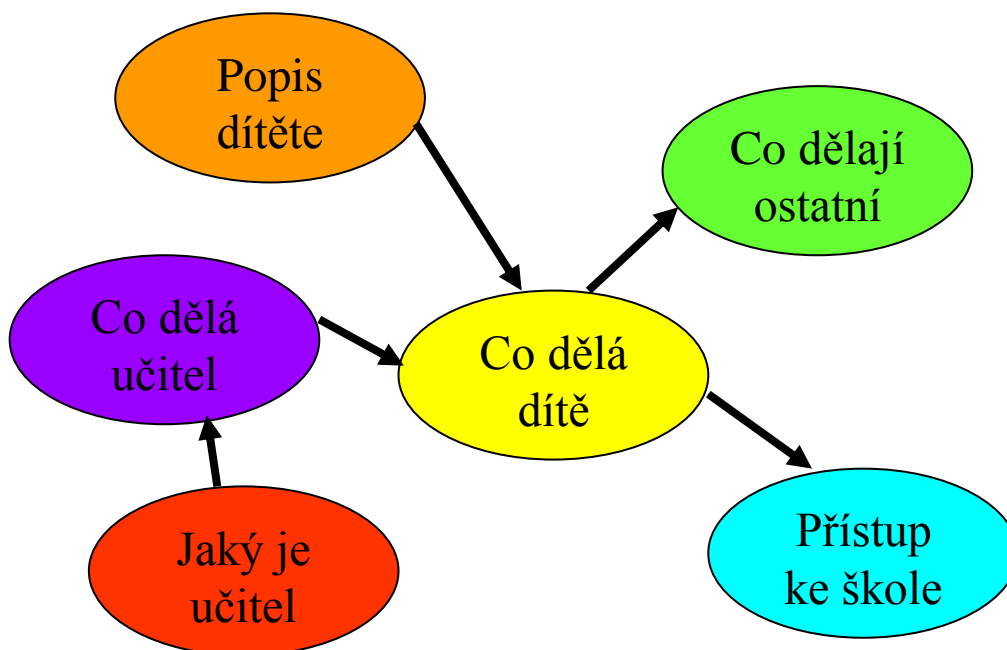 Popis
dítěte
Co dělají
ostatní
Co dělá
učitel
Co dělá
dítě
Jaký je
učitel
Přístup
ke škole